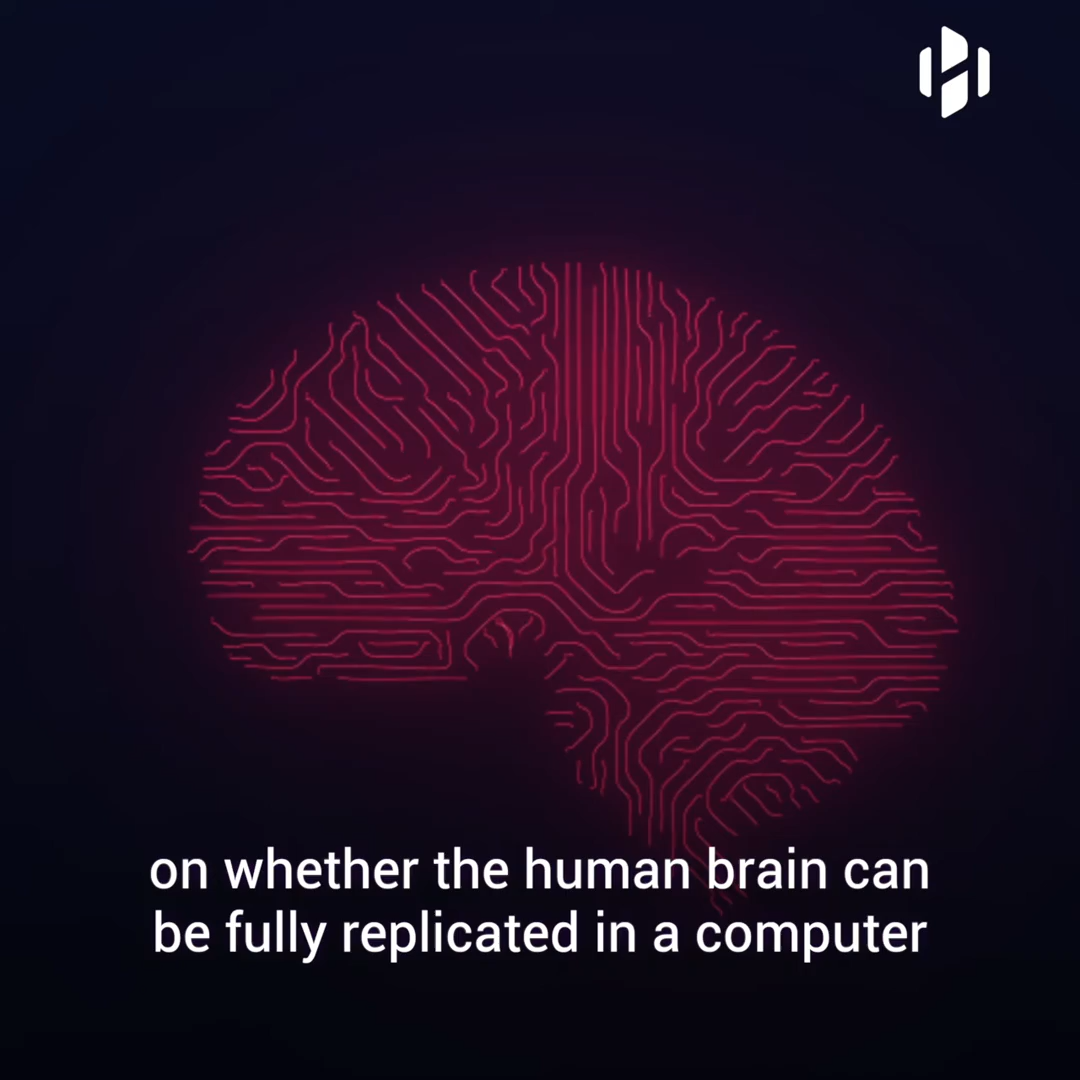 on whether the human brain can
be fully replicated in a computer